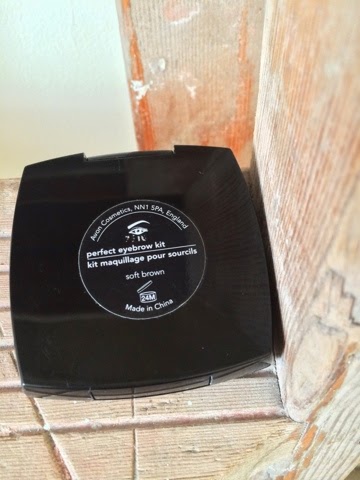 Avon Cosmetics, NN1 5PA, England
perfect eyebrow kit
kit maquillage pour sourcils
soft brown
24M
Made in China